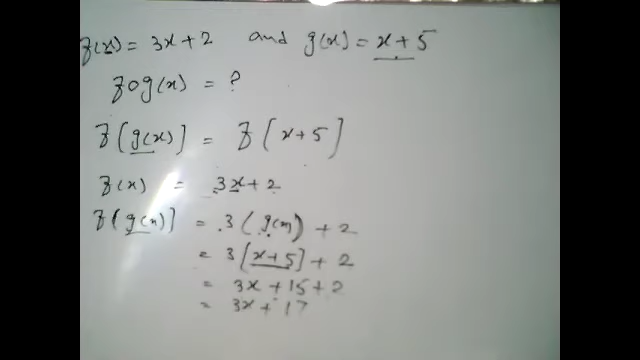 f(x) = 3x + 2 and g(x) = x + 5
fog(x) = ?
f[g(x)] = f[x + 5]
f(x) = 3x + 2
f[g(x)] = 3(g(x)) + 2
= 3[x + 5] + 2
= 3x + 15 + 2
= 3x + 17